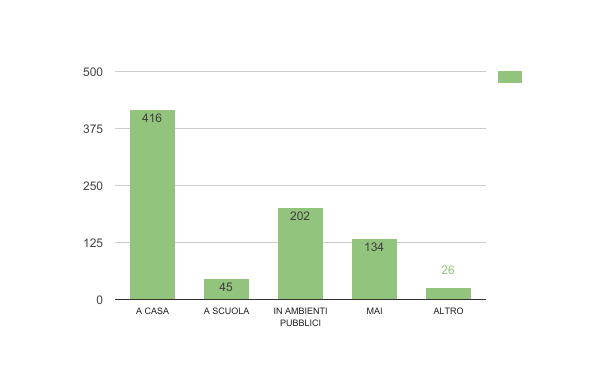 500
375
250
125
0
416
45
202
134
26
A CASA
A SCUOLA
IN AMBIENTI
PUBBLICI
MAI
ALTRO